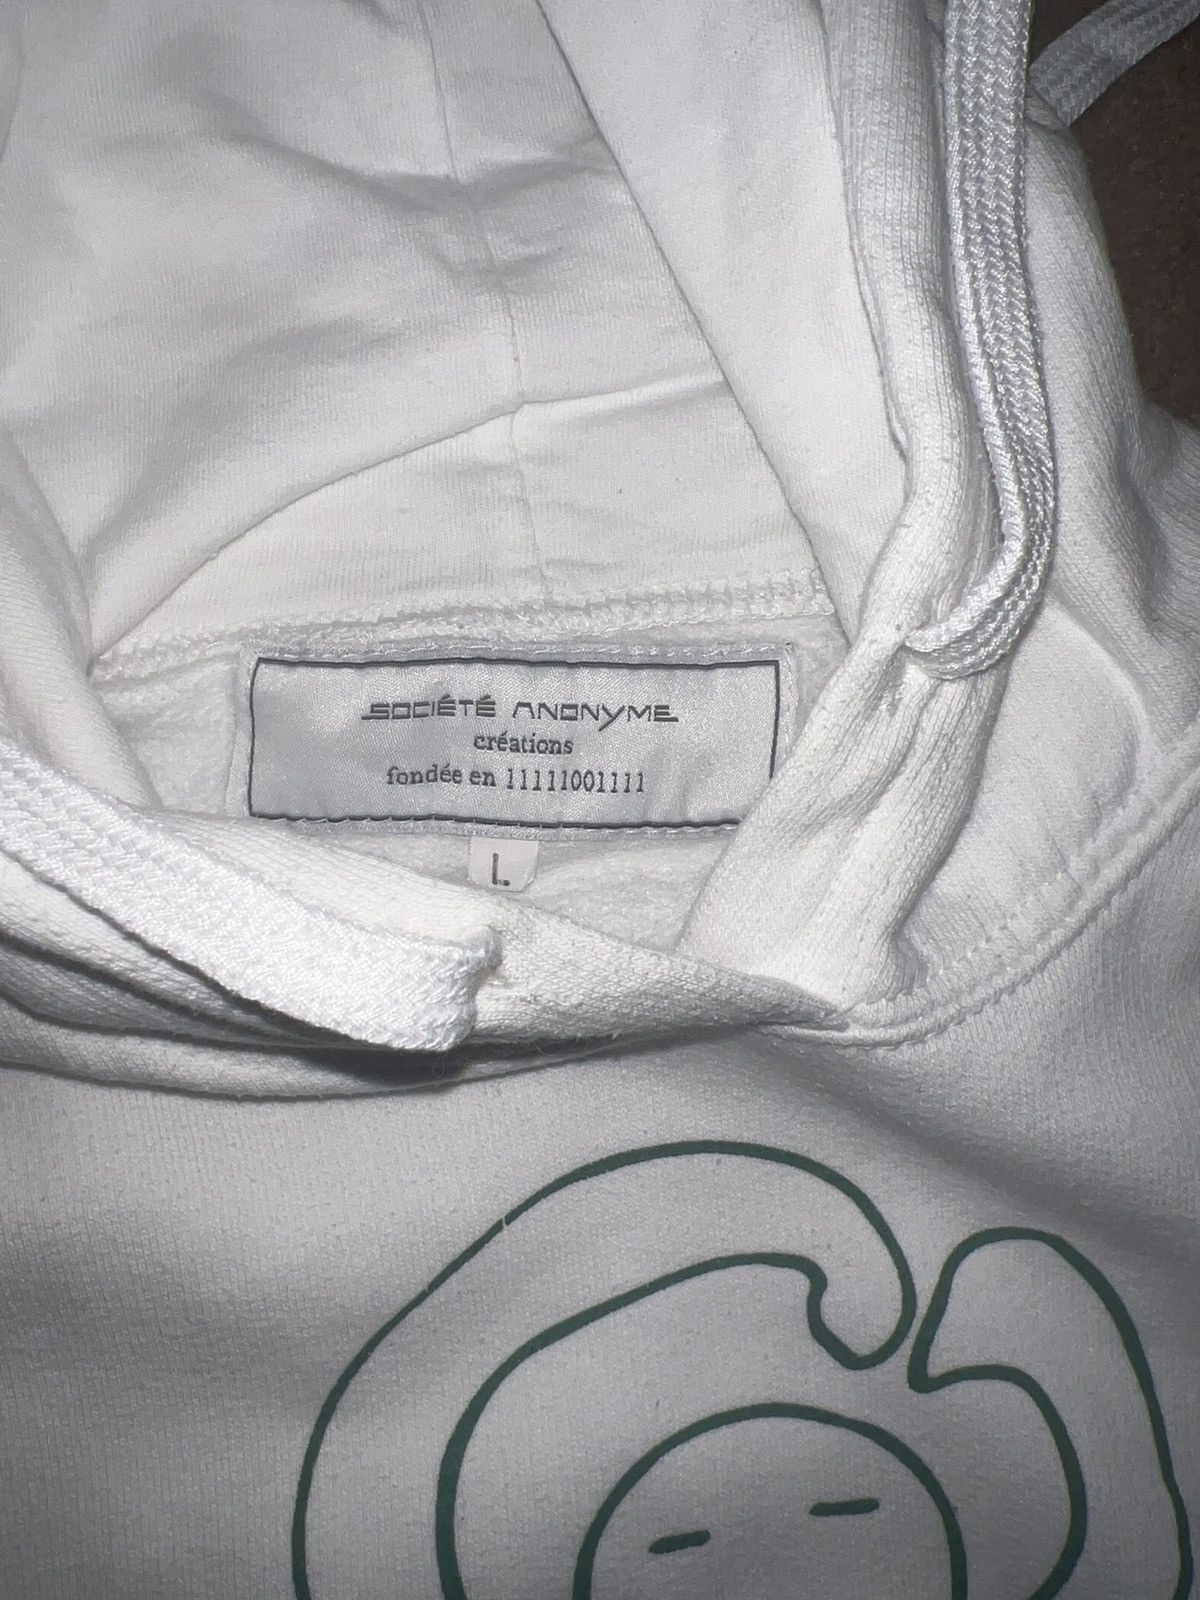 SOCIÉTÉ ANONYME
créations
fondée en 11111001111
L